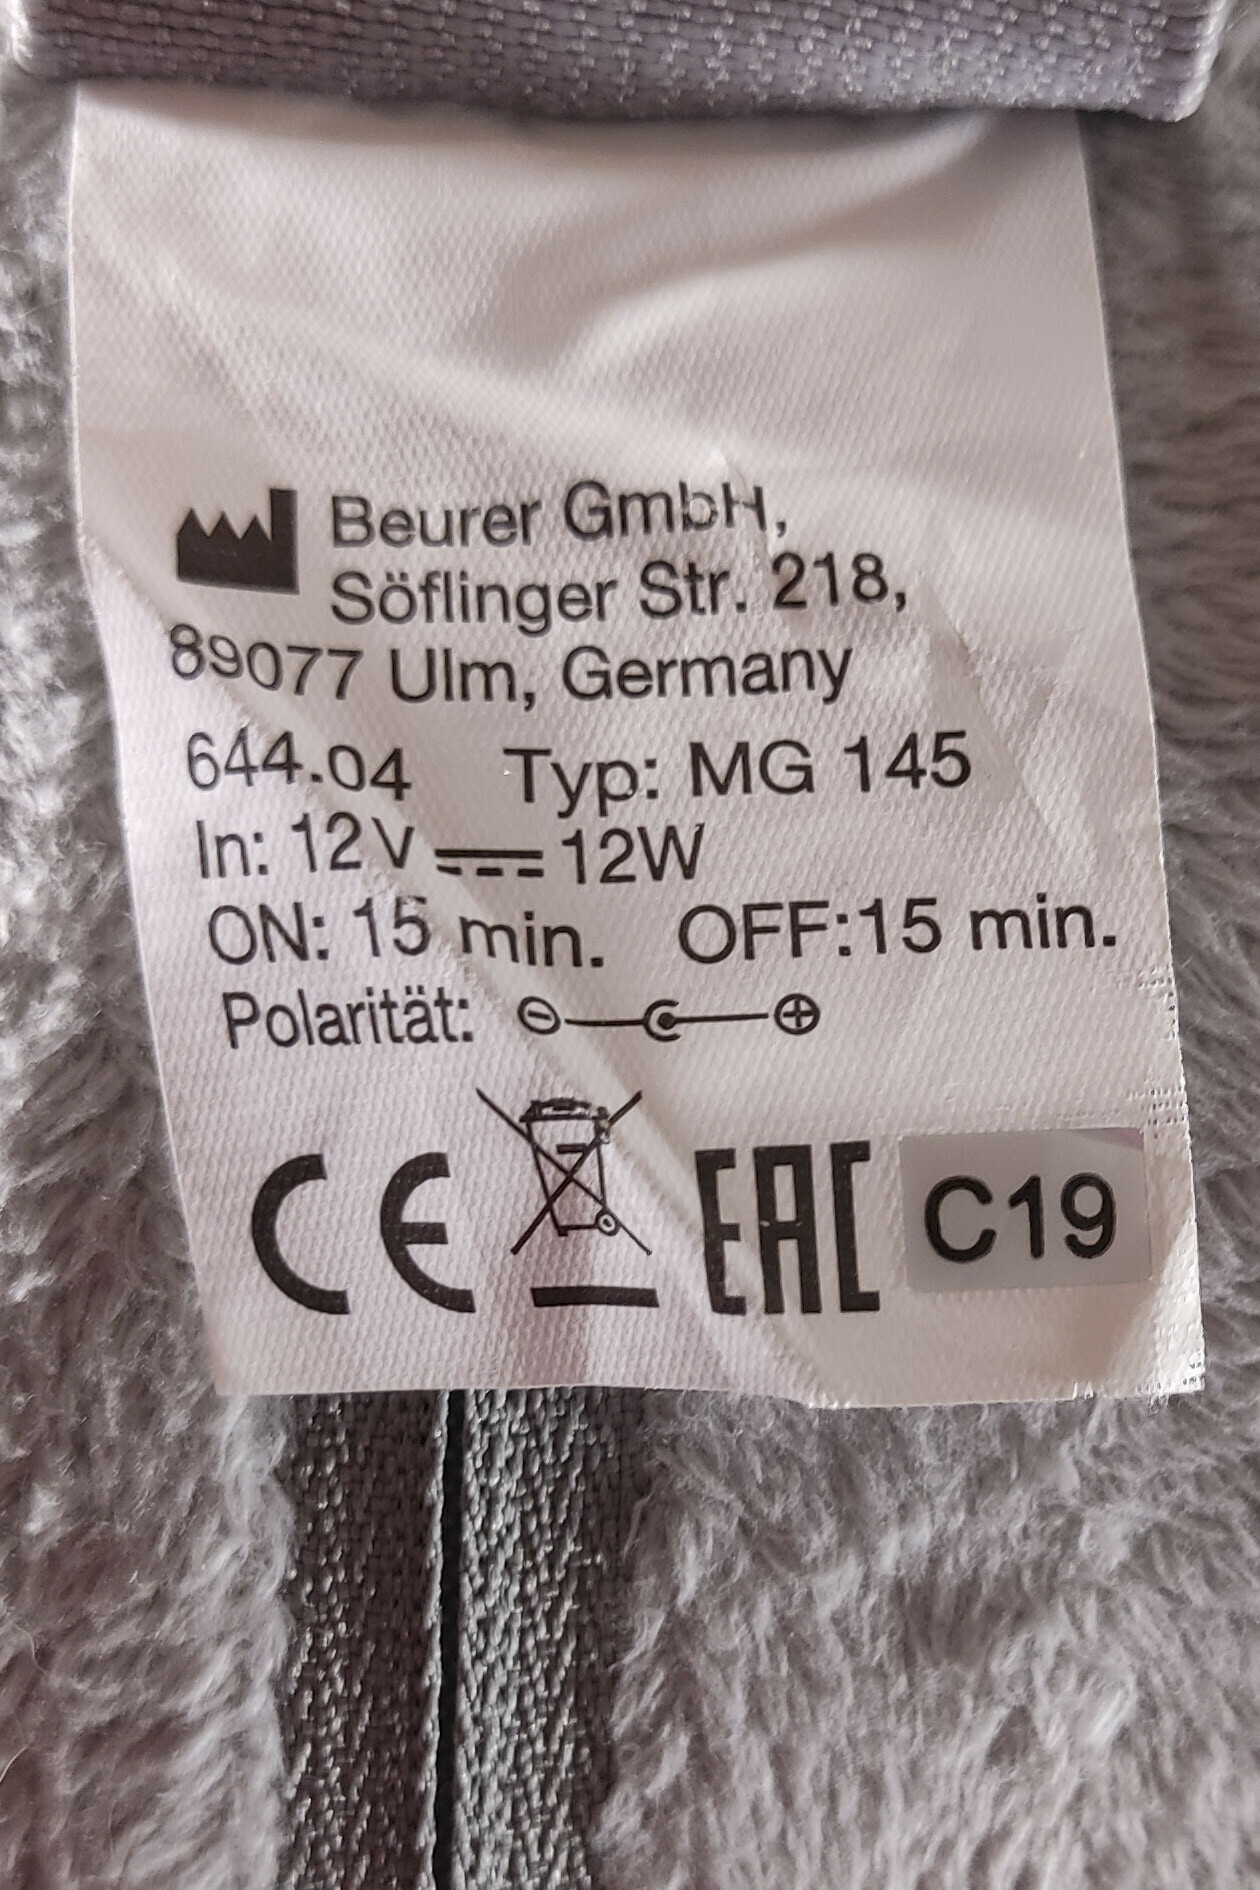 Beurer GmbH,
Söflinger Str. 218,
89077 Ulm, Germany
644.04 Typ: MG 145
In: 12V ⎓ 12W
ON: 15 min. OFF:15 min.
Polarität:
CE EAC C19